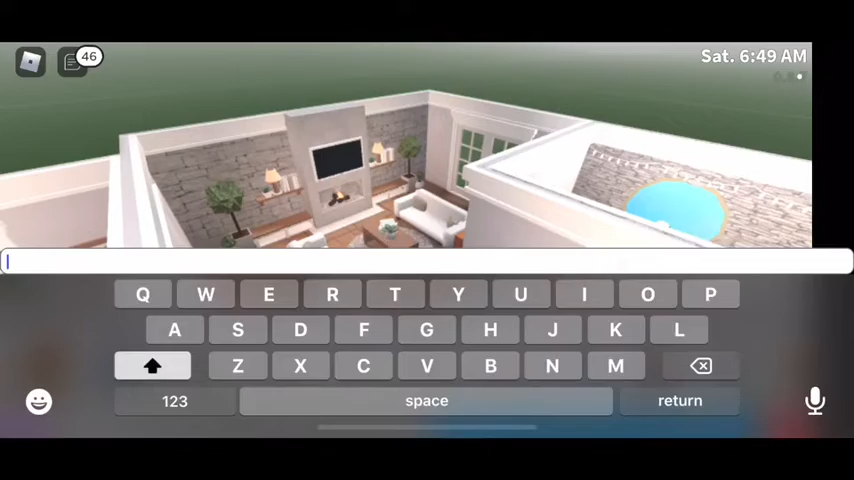 46
Sat. 6:49 AM
Q W E R T Y U I O P
A S D F G H J K L
Z X C V B N M
123 space return